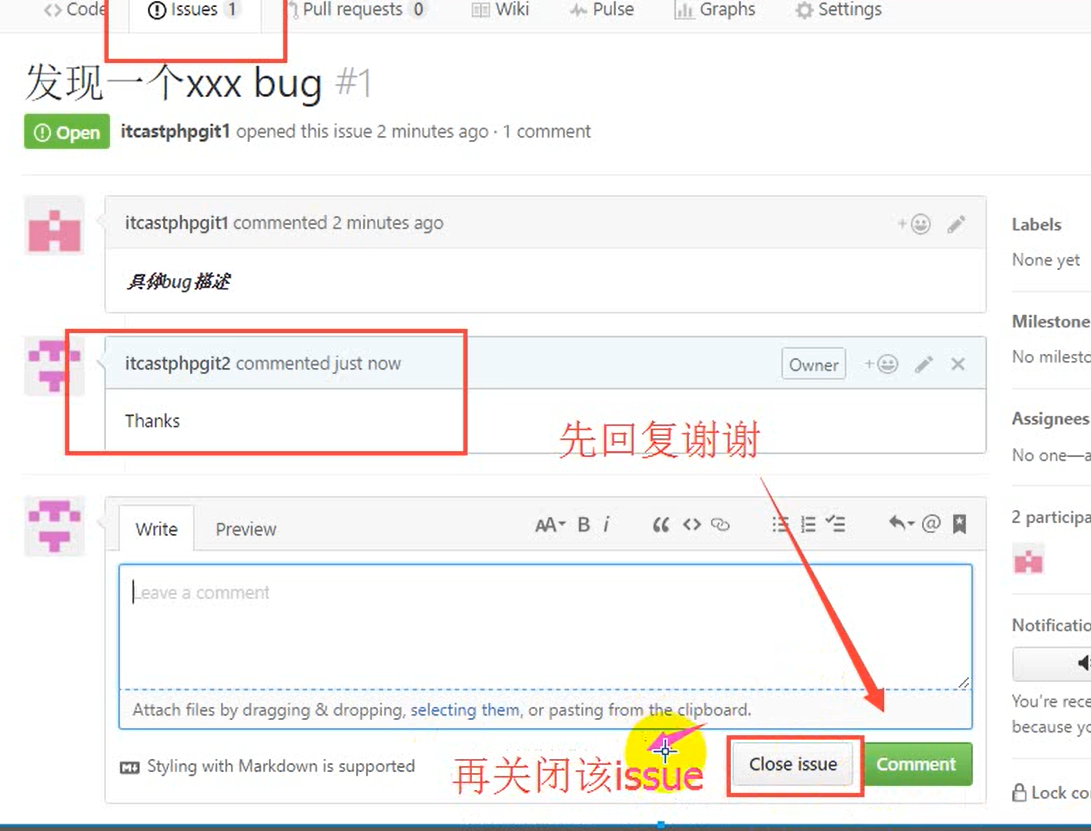 Code
Issues 1
Pull requests 0
Wiki
Pulse
Graphs
Settings
发现一个xxx bug #1
Open
itcastphpgit1 opened this issue 2 minutes ago · 1 comment
itcastphpgit1 commented 2 minutes ago
具体bug描述
itcastphpgit2 commented just now
Owner
Thanks
先回复谢谢
Write
Preview
AA
B
i
Leave a comment
Attach files by dragging & dropping, selecting them, or pasting from the clipboard.
Styling with Markdown is supported
再关闭该issue
Close issue
Comment
Labels
None yet
Milestone
No milesto
Assignees
No one—a
2 participa
Notificatio
You're rece
because yo
Lock co